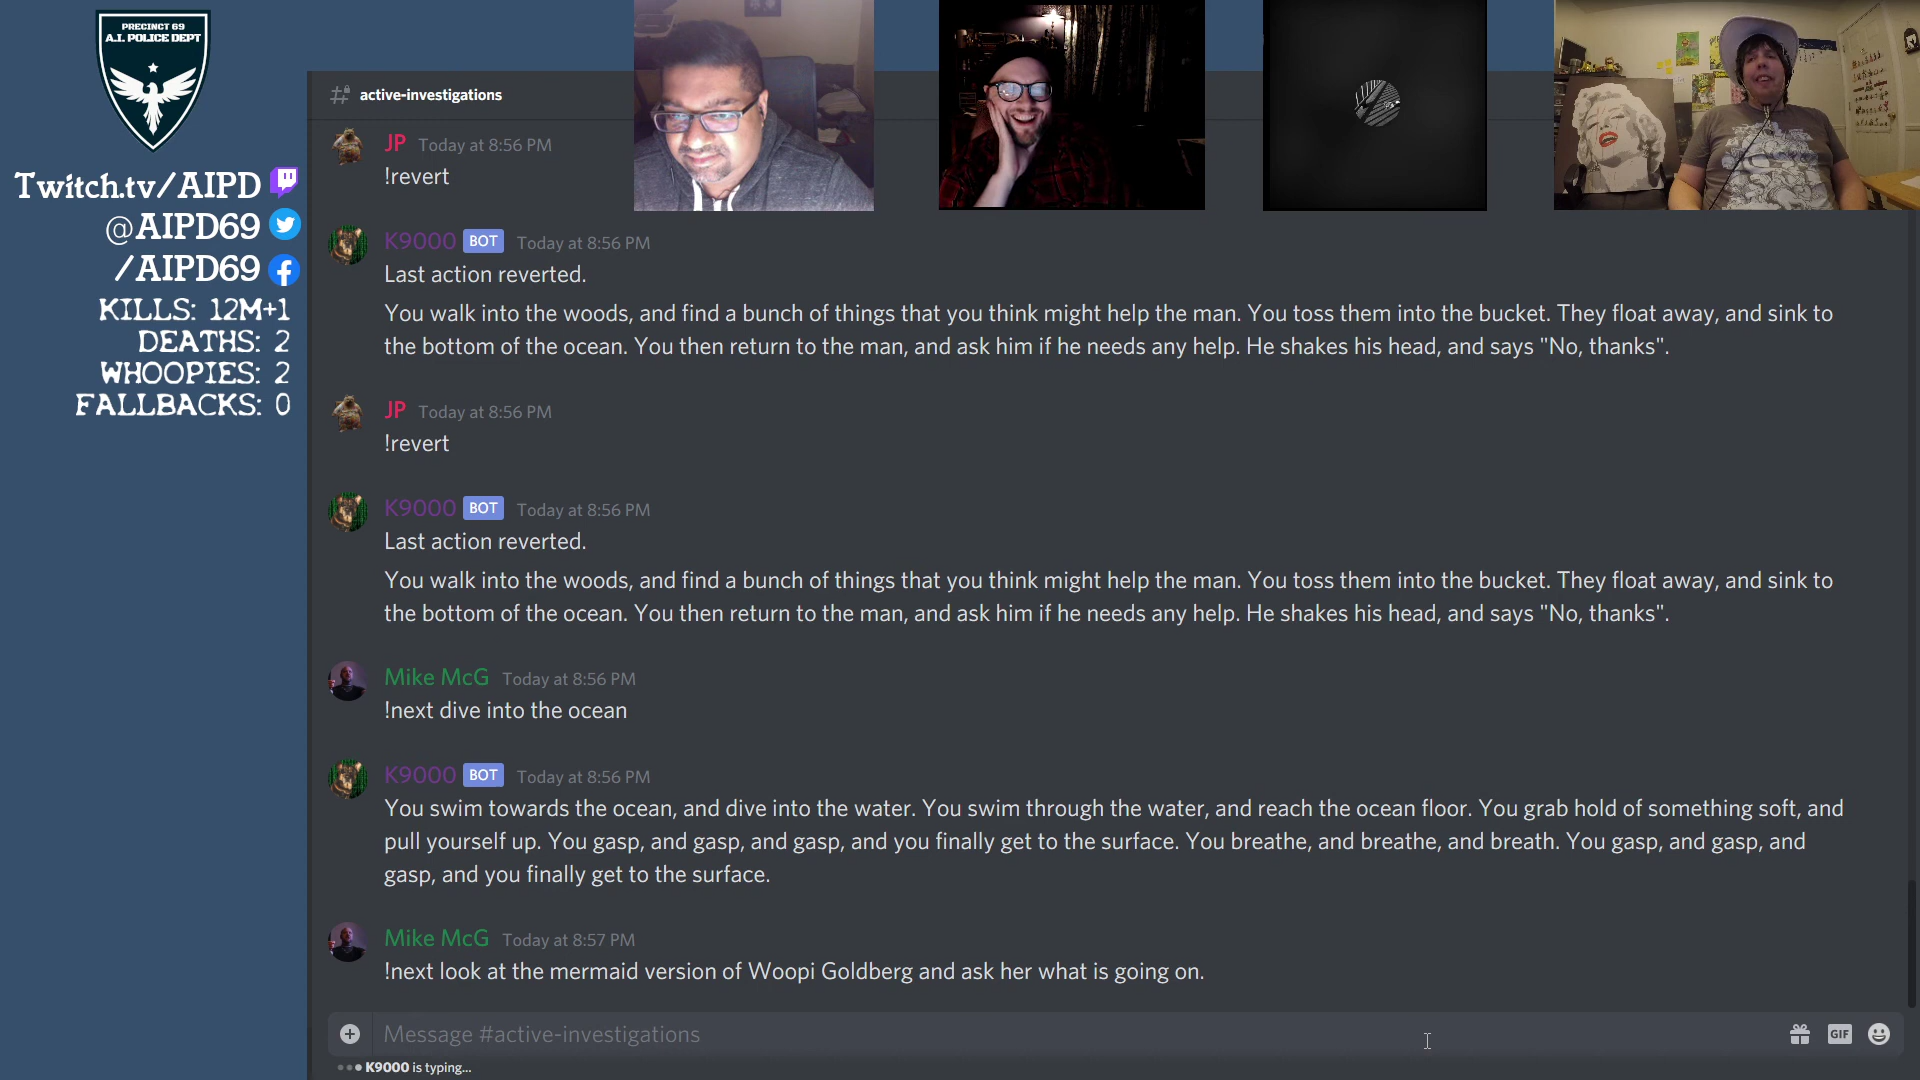 PRECINCT 69
A.I. POLICE DEPT
Twitch.tv/AIPD
@AIPD69
/AIPD69
KILLS: 12M+1
DEATHS: 2
WHOOPIES: 2
FALLBACKS: 0
active-investigations
JP Today at 8:56 PM
!revert
K9000 BOT Today at 8:56 PM
Last action reverted.
You walk into the woods, and find a bunch of things that you think might help the man. You toss them into the bucket. They float away, and sink to
the bottom of the ocean. You then return to the man, and ask him if he needs any help. He shakes his head, and says "No, thanks".
JP Today at 8:56 PM
!revert
K9000 BOT Today at 8:56 PM
Last action reverted.
You walk into the woods, and find a bunch of things that you think might help the man. You toss them into the bucket. They float away, and sink to
the bottom of the ocean. You then return to the man, and ask him if he needs any help. He shakes his head, and says "No, thanks".
Mike McG Today at 8:56 PM
!next dive into the ocean
K9000 BOT Today at 8:56 PM
You swim towards the ocean, and dive into the water. You swim through the water, and reach the ocean floor. You grab hold of something soft, and
pull yourself up. You gasp, and gasp, and gasp, and you finally get to the surface. You breathe, and breathe, and breath. You gasp, and gasp, and
gasp, and you finally get to the surface.
Mike McG Today at 8:57 PM
!next look at the mermaid version of Woopi Goldberg and ask her what is going on.
Message #active-investigations
GIF
K9000 is typing...